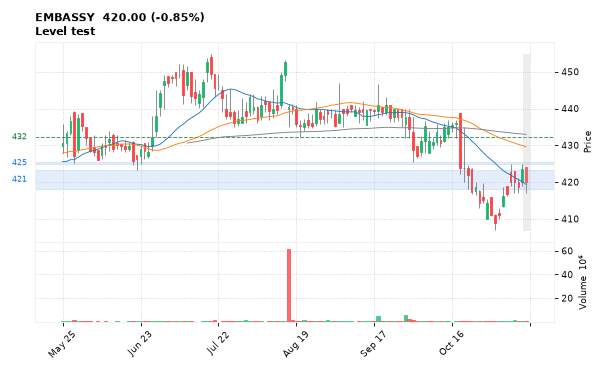 EMBASSY 420.00 (-0.85%)
Level test
450
440
432
430
425
421
420
410
Price
60
40
20
Volume 10⁴
May 25
Jun 23
Jul 22
Aug 19
Sep 17
Oct 16